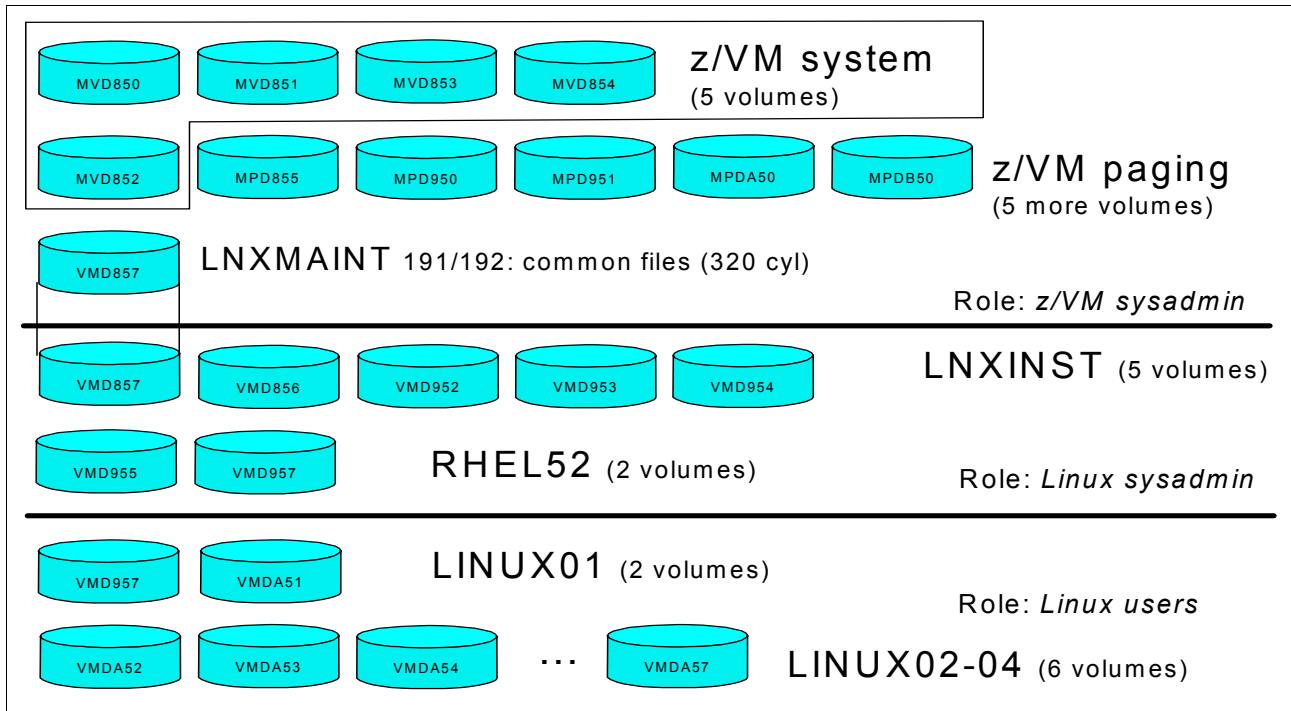 MVD850 MVD851 MVD853 MVD854 z/VM system
(5 volumes)
MVD852 MPD855 MPD950 MPD951 MPDA50 MPDB50 z/VM paging
(5 more volumes)
VMD857 LNXMAINT 191/192: common files (320 cyl)
Role: z/VM sysadmin
VMD857 VMD856 VMD952 VMD953 VMD954 LNXINST (5 volumes)
VMD955 VMD957 RHEL52 (2 volumes)
Role: Linux sysadmin
VMD957 VMDA51 LINUX01 (2 volumes)
Role: Linux users
VMDA52 VMDA53 VMDA54 ... VMDA57 LINUX02-04 (6 volumes)